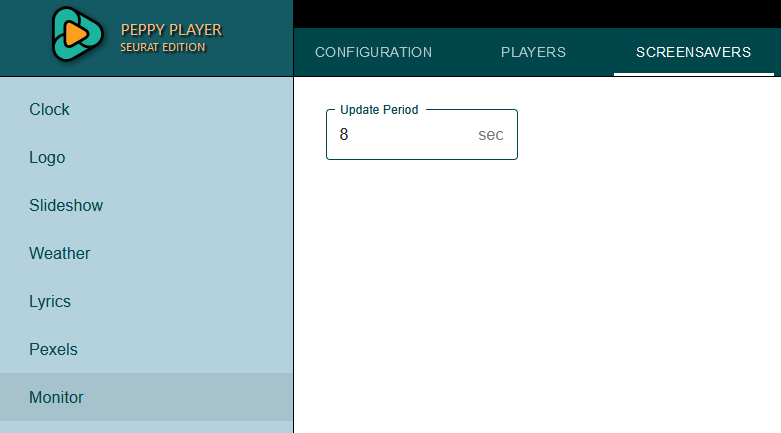 PEPPY PLAYER
SEURAT EDITION
CONFIGURATION PLAYERS SCREENSAVERS
Clock
Logo
Slideshow
Weather
Lyrics
Pexels
Monitor
Update Period
8 sec